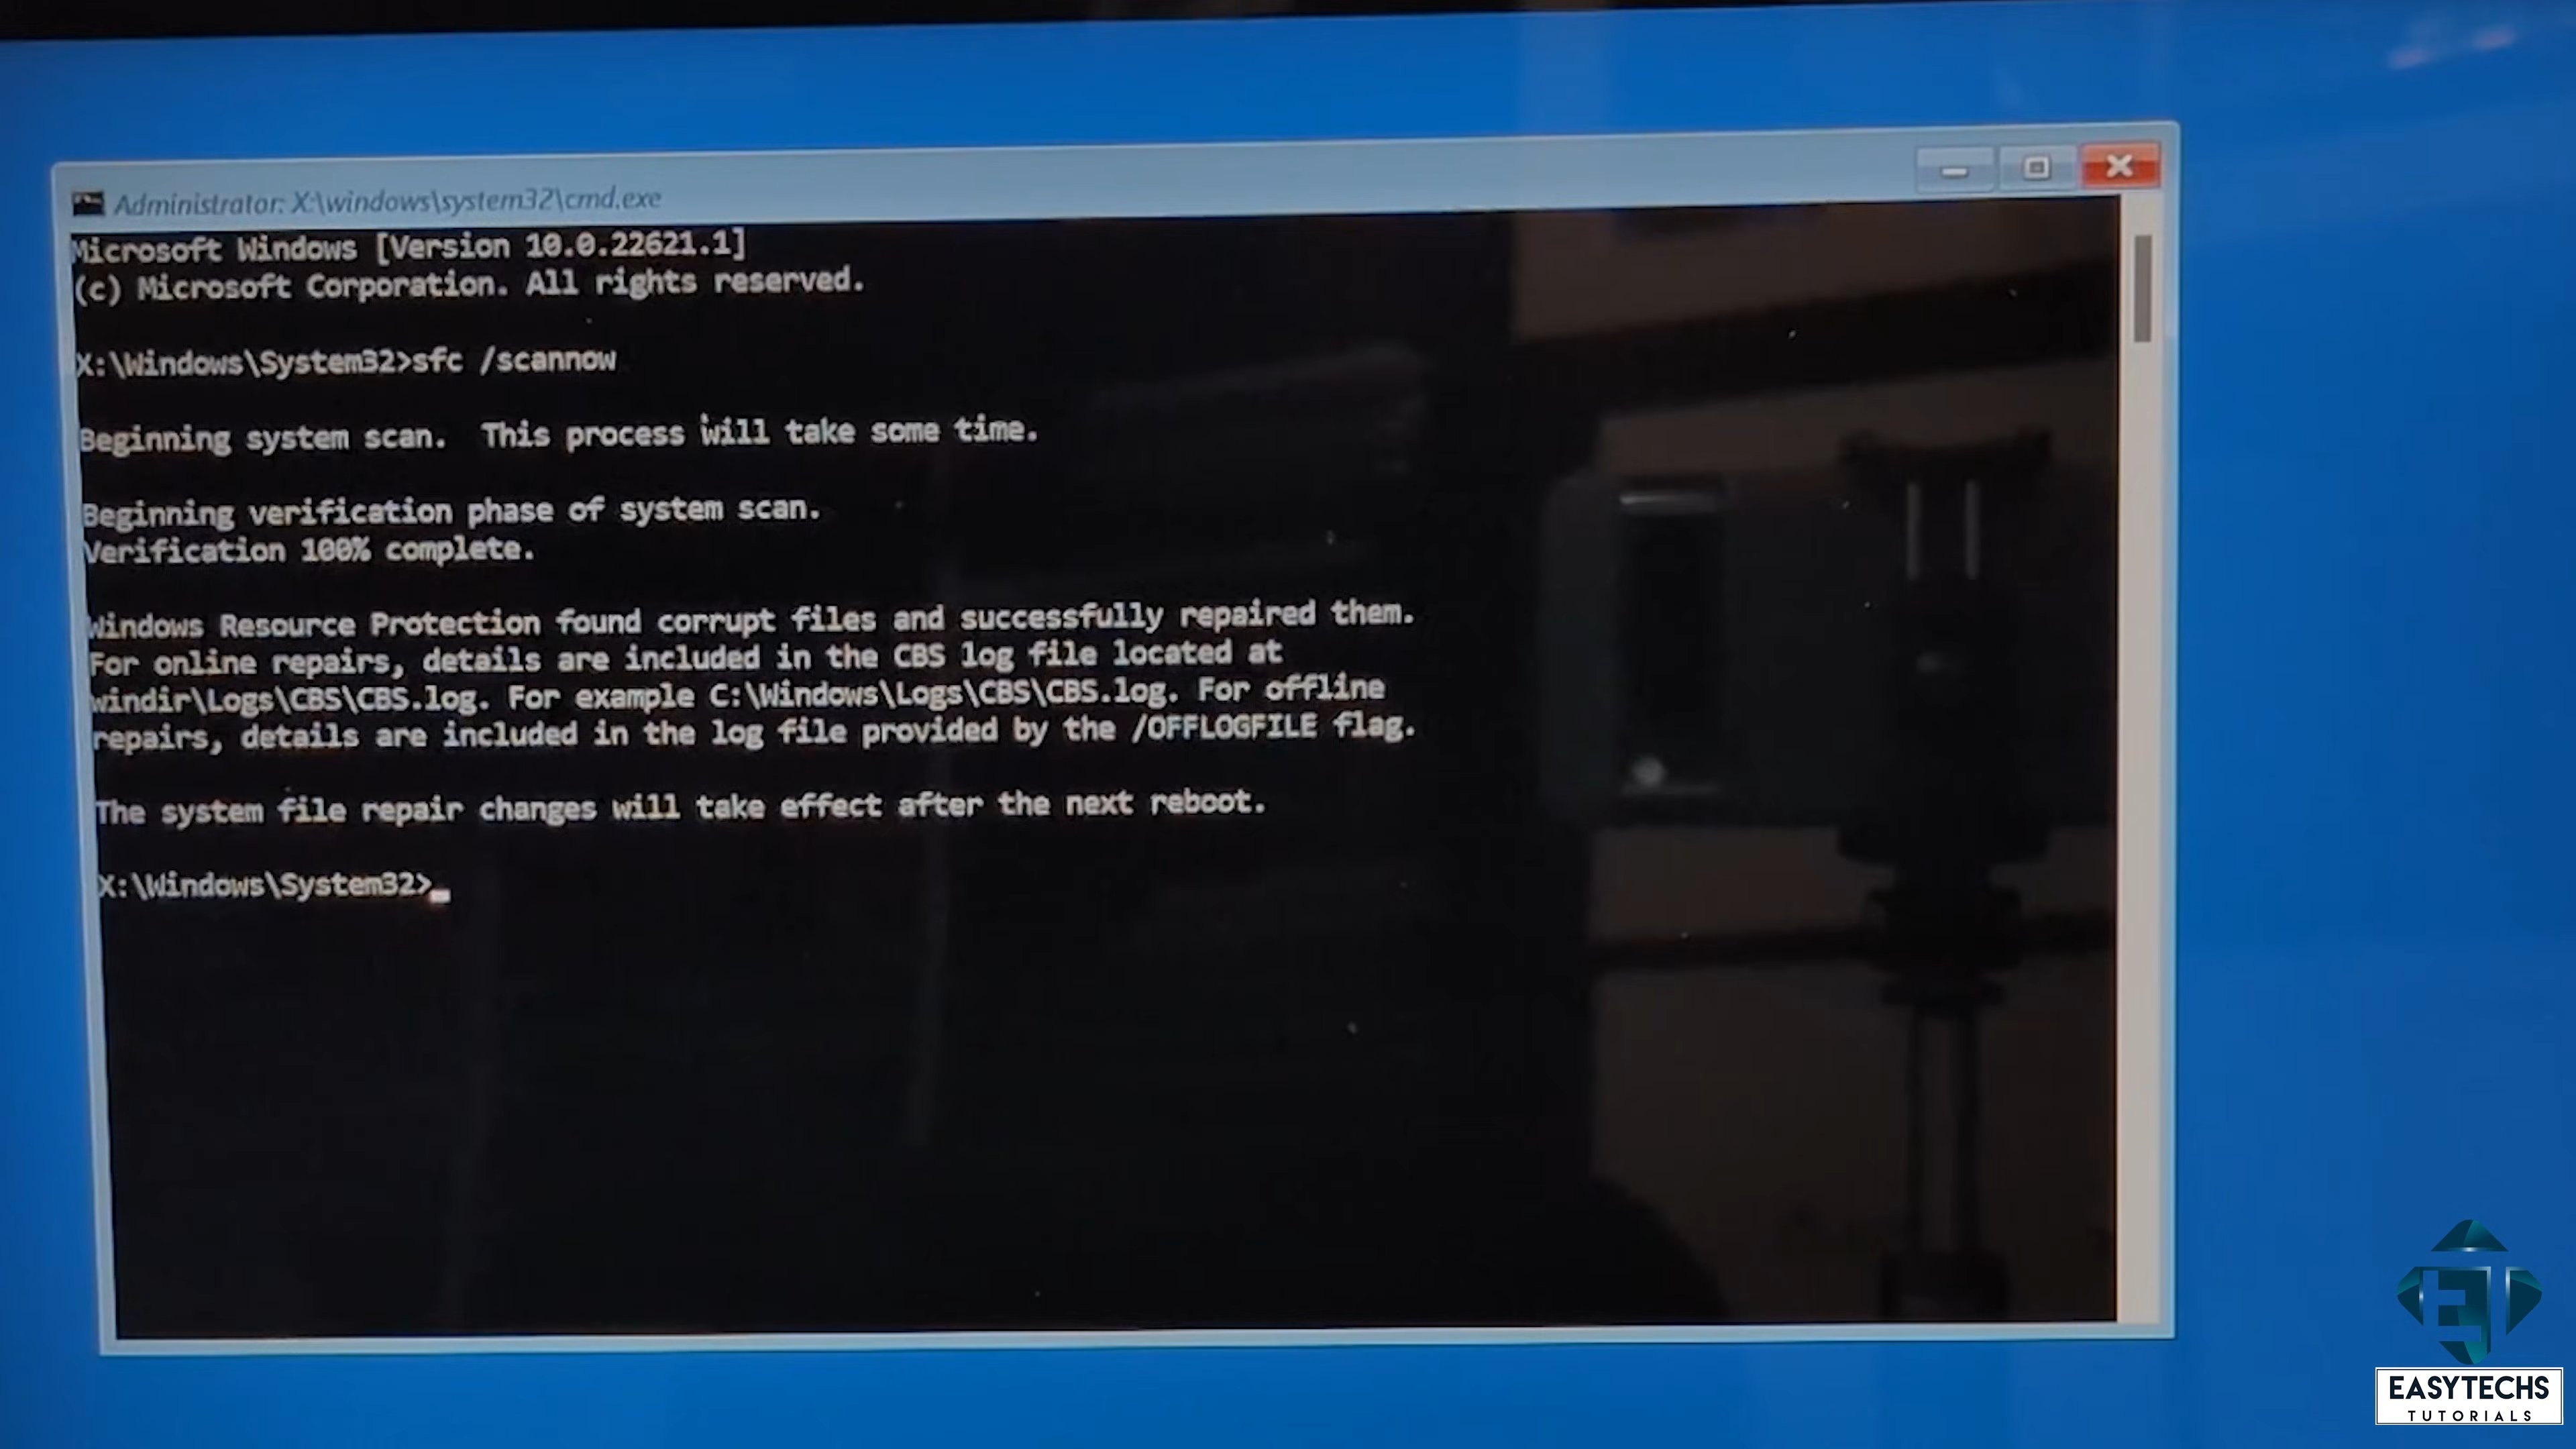 Administrator: X:\windows\system32\cmd.exe
Microsoft Windows [Version 10.0.22621.1]
(c) Microsoft Corporation. All rights reserved.
X:\Windows\System32>sfc /scannow
Beginning system scan.  This process will take some time.
Beginning verification phase of system scan.
Verification 100% complete.
Windows Resource Protection found corrupt files and successfully repaired them.
For online repairs, details are included in the CBS log file located at
windir\Logs\CBS\CBS.log. For example C:\Windows\Logs\CBS\CBS.log. For offline
repairs, details are included in the log file provided by the /OFFLOGFILE flag.
The system file repair changes will take effect after the next reboot.
X:\Windows\System32>
ET
EASYTECHS
TUTORIALS